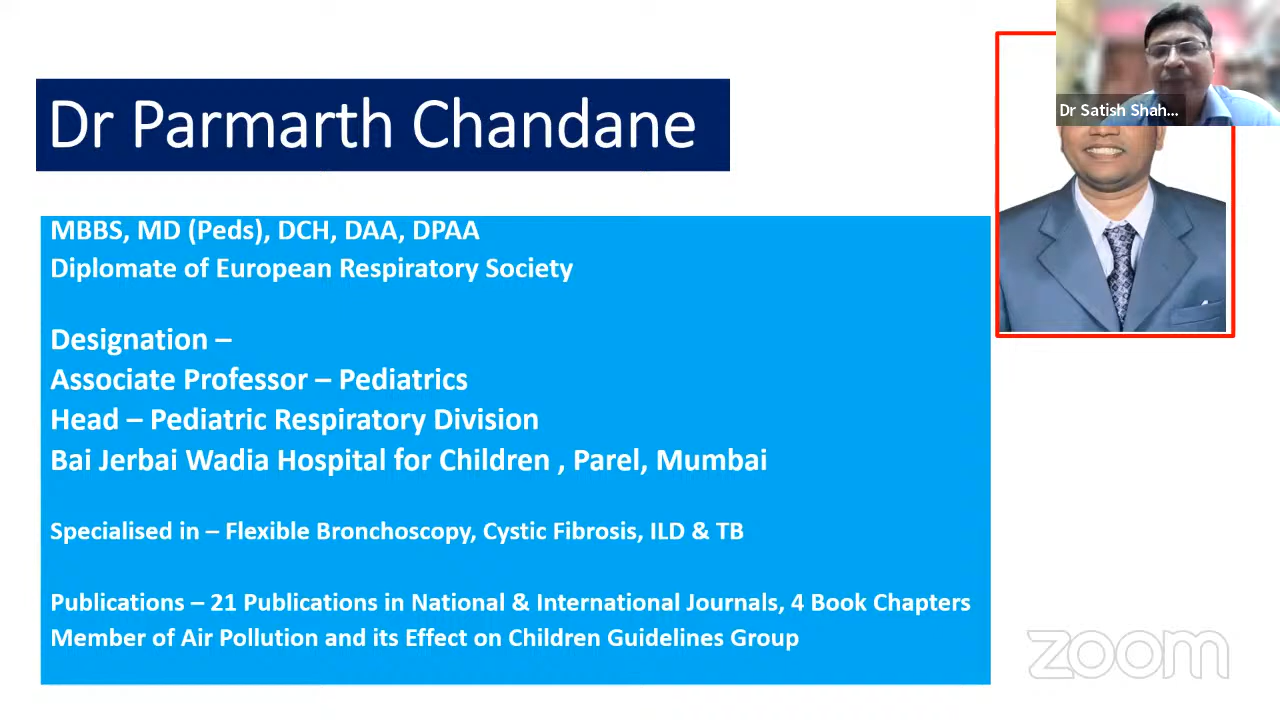 Dr Parmarth Chandane
Dr Satish Shah...
MBBS, MD (Peds), DCH, DAA, DPAA
Diplomate of European Respiratory Society
Designation –
Associate Professor – Pediatrics
Head – Pediatric Respiratory Division
Bai Jerbai Wadia Hospital for Children , Parel, Mumbai
Specialised in – Flexible Bronchoscopy, Cystic Fibrosis, ILD & TB
Publications – 21 Publications in National & International Journals, 4 Book Chapters
Member of Air Pollution and its Effect on Children Guidelines Group
zoom